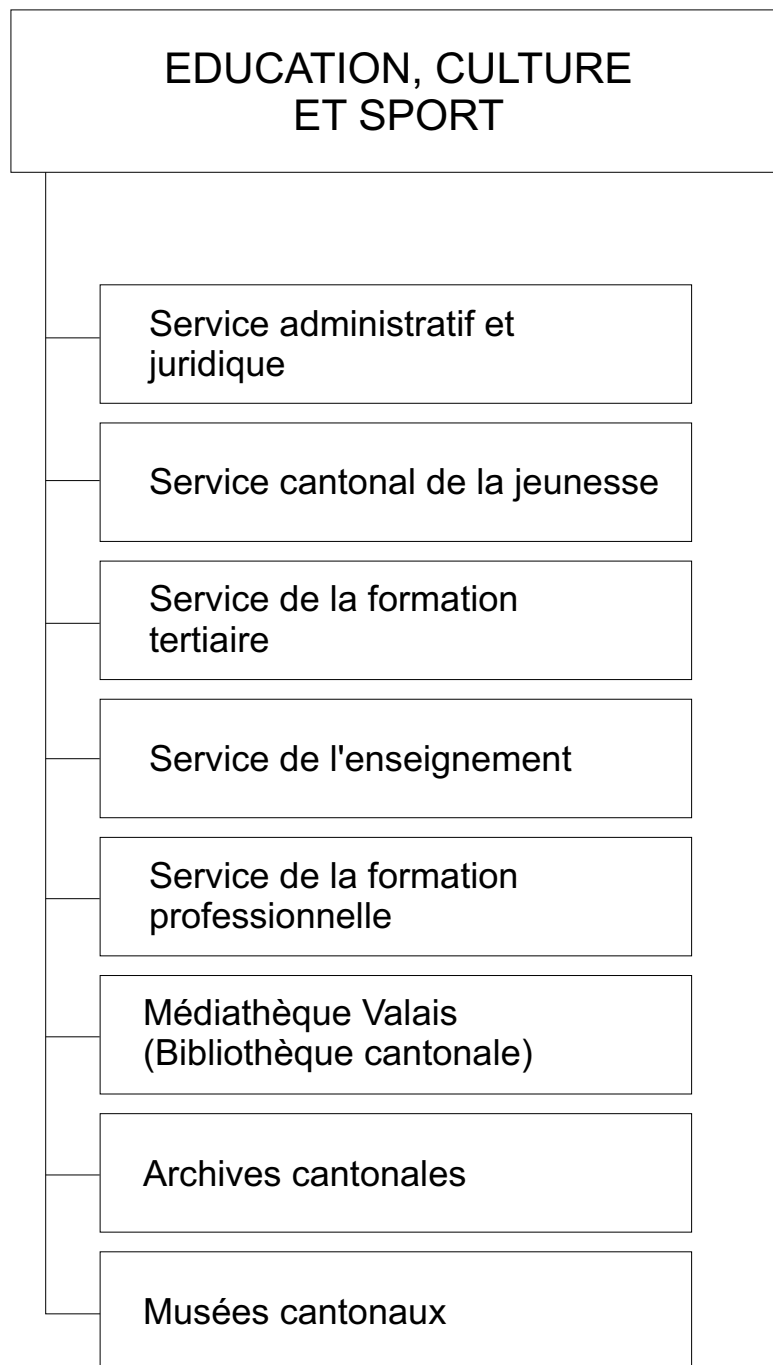 EDUCATION, CULTURE
ET SPORT
Service administratif et
juridique
Service cantonal de la jeunesse
Service de la formation
tertiaire
Service de l'enseignement
Service de la formation
professionnelle
Médiathèque Valais
(Bibliothèque cantonale)
Archives cantonales
Musées cantonaux